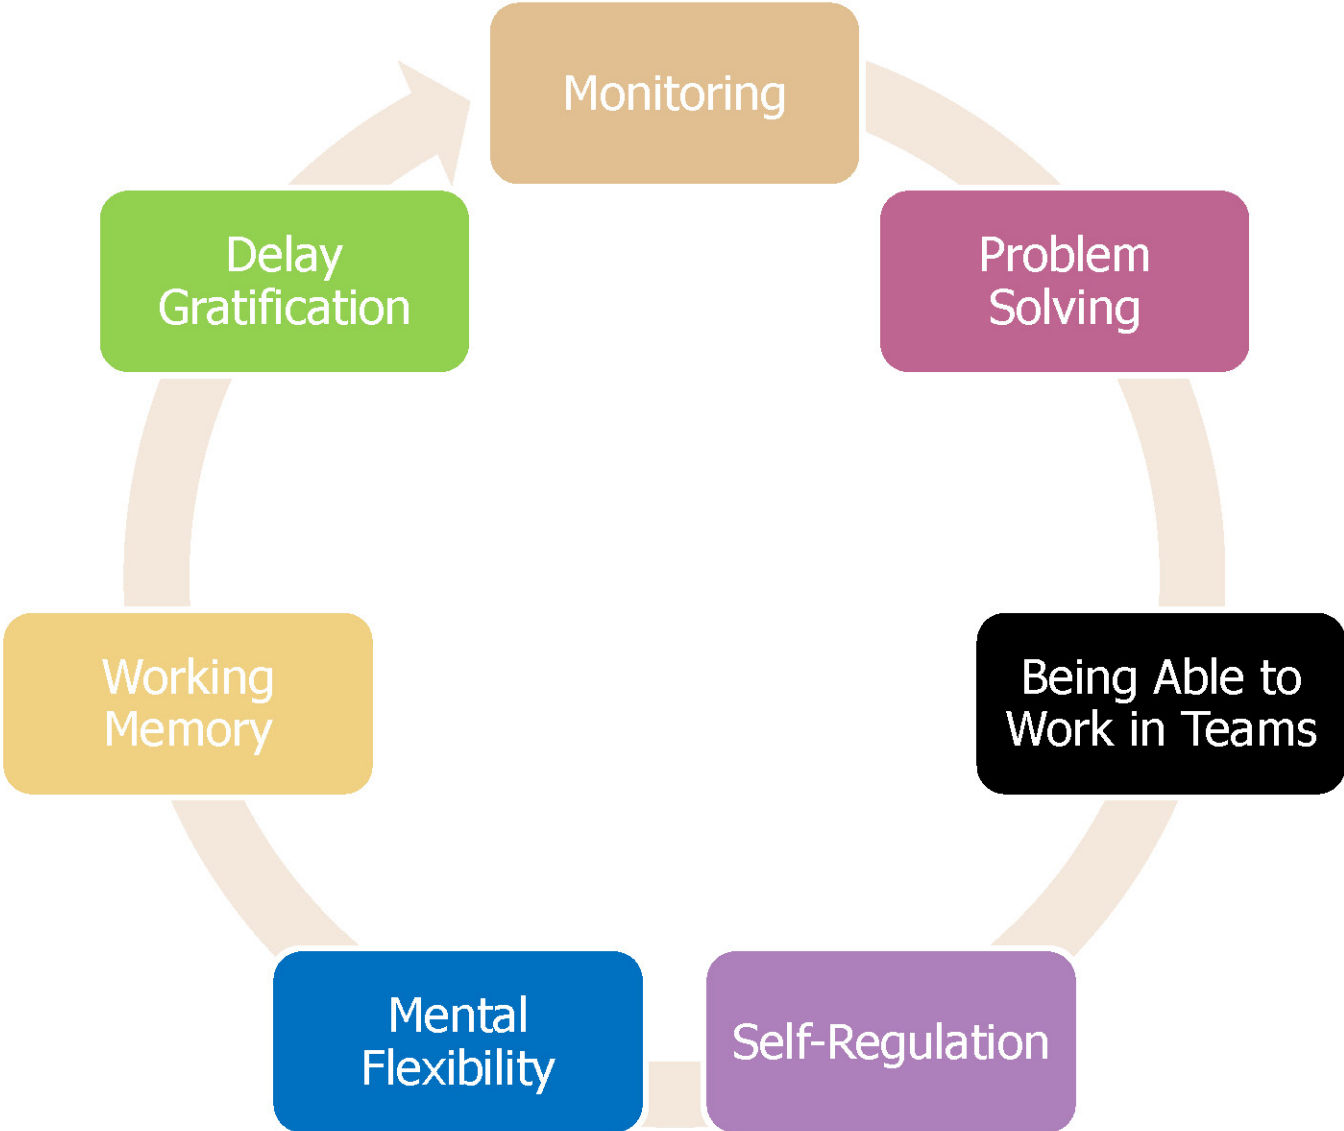 Monitoring
Problem
Solving
Being Able to
Work in Teams
Self-Regulation
Mental
Flexibility
Working
Memory
Delay
Gratification